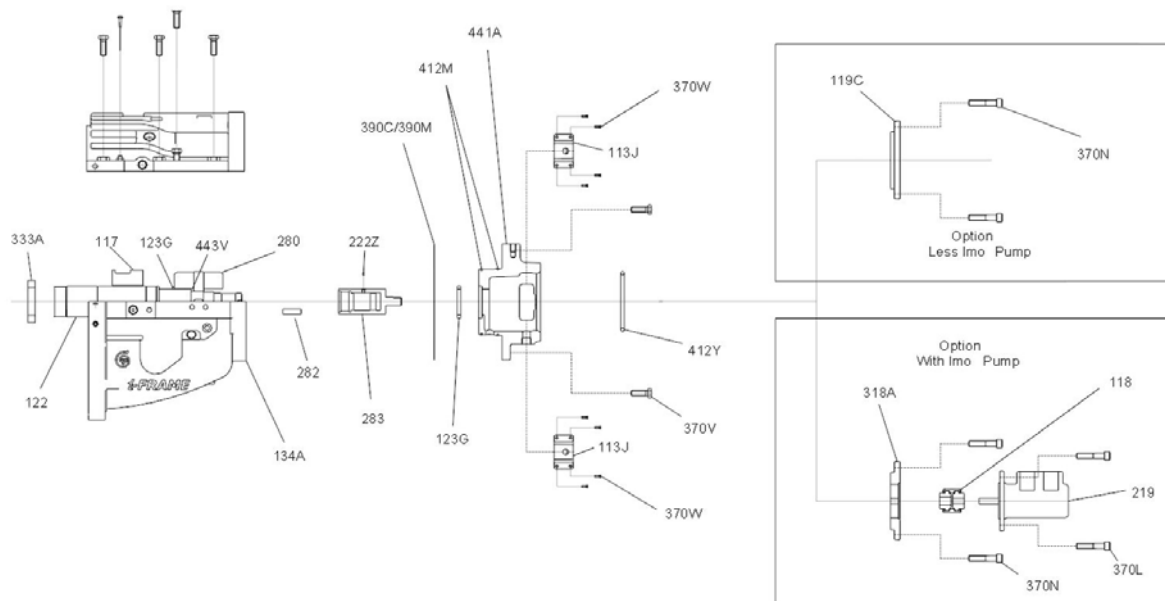 441A
412M
370W
119C
390C/390M
113J
370N
333A
117
123G
443V
280
222Z
Option
Less Imo Pump
412Y
Option
With Imo Pump
122
1-FRAME
282
283
123G
370V
318A
118
134A
113J
219
370W
370N
370L